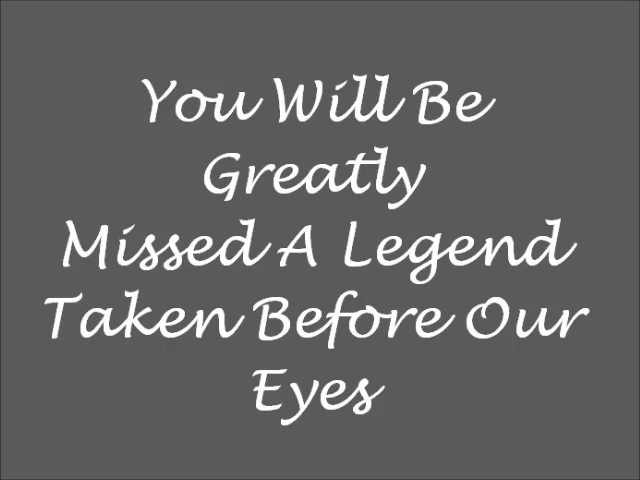 You Will Be
Greatly
Missed A Legend
Taken Before Our
Eyes